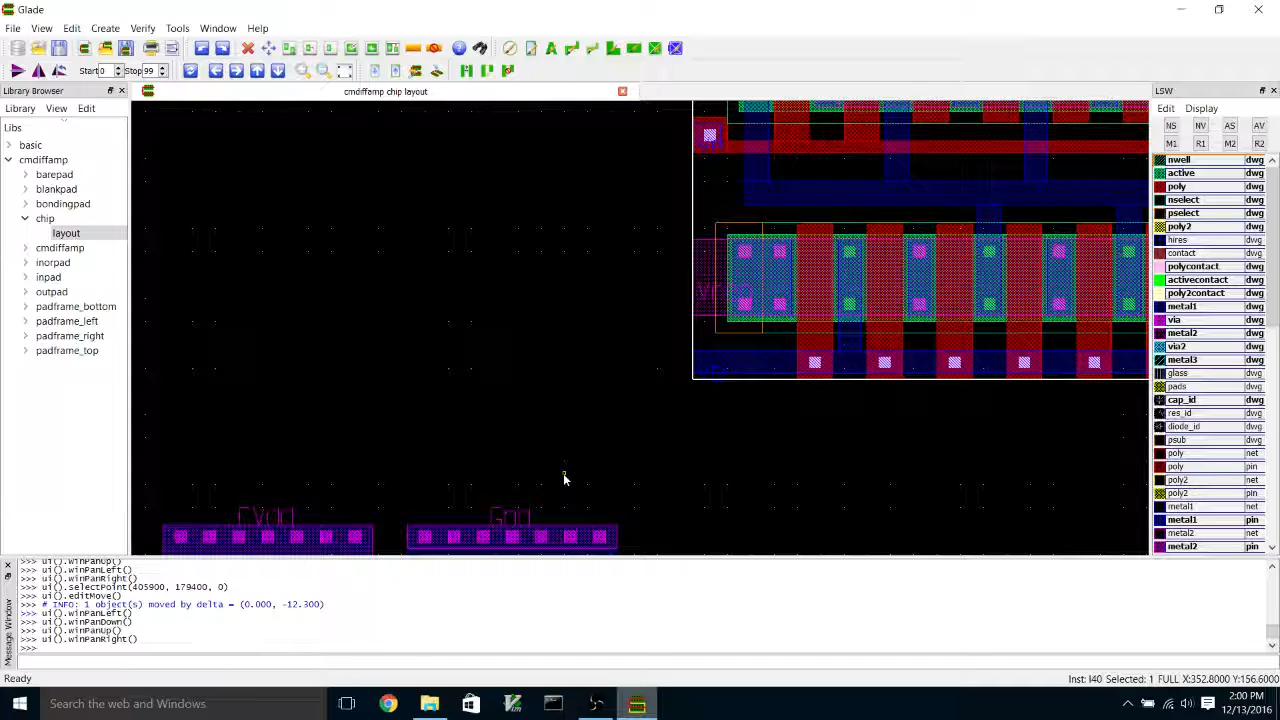 Glade
File View Edit Create Verify Tools Window Help
Start 0 Stop 99
Library Browser
cmdiffamp chip layout
LSW
Library View Edit
Edit Display
Libs
NS NV AS AV
M1 R1 M2 R2
basic
cmdiffamp
barepad
blankpad
bondingpad
chip
layout
cmdiffamp
inorpad
inpad
outpad
padframe_bottom
padframe_left
padframe_right
padframe_top
nwell dwg
active dwg
poly dwg
nselect dwg
pselect dwg
poly2 dwg
hires dwg
contact dwg
polycontact dwg
activecontact dwg
poly2contact dwg
metal1 dwg
via dwg
metal2 dwg
via2 dwg
metal3 dwg
glass dwg
pads dwg
cap_id dwg
res_id dwg
diode_id dwg
psub dwg
poly net
poly pin
poly2 net
poly2 pin
metal1 net
metal1 pin
metal2 net
metal2 pin
Gnd
Message Window
>>> ui().winPanUp()
>>> ui().winPanLeft()
>>> ui().winPanRight()
>>> ui().selectPoint(405900, 179400, 0)
>>> ui().editMove()
>>> # INFO: 1 object(s) moved by delta = (0.000, -12.300)
>>> ui().winPanLeft()
>>> ui().winPanDown()
>>> ui().winPanUp()
>>> ui().winPanRight()
>>>
Ready
Inst: I40 Selected: 1 FULL X:352.8000 Y:156.6000
Search the web and Windows
2:00 PM
12/13/2016